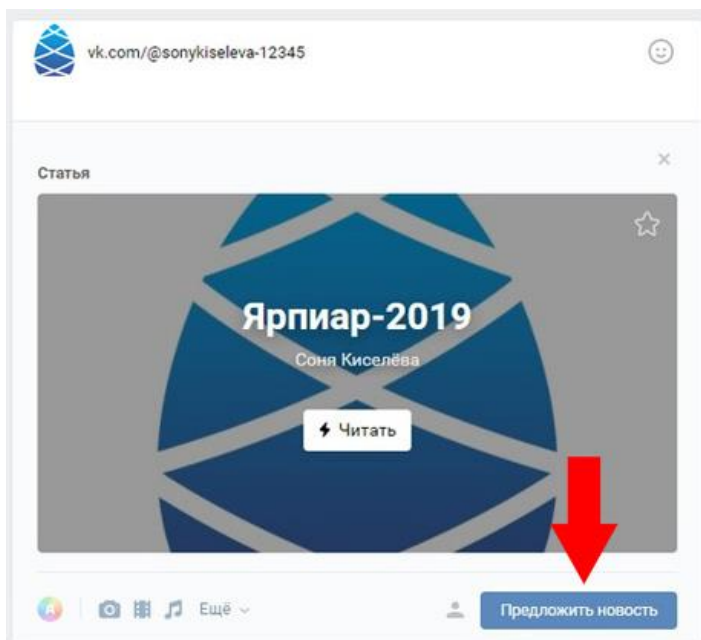 vk.com/@sonykiseleva-12345
Статья
Ярпиар-2019
Соня Киселёва
Читать
Ещё
Предложить новость